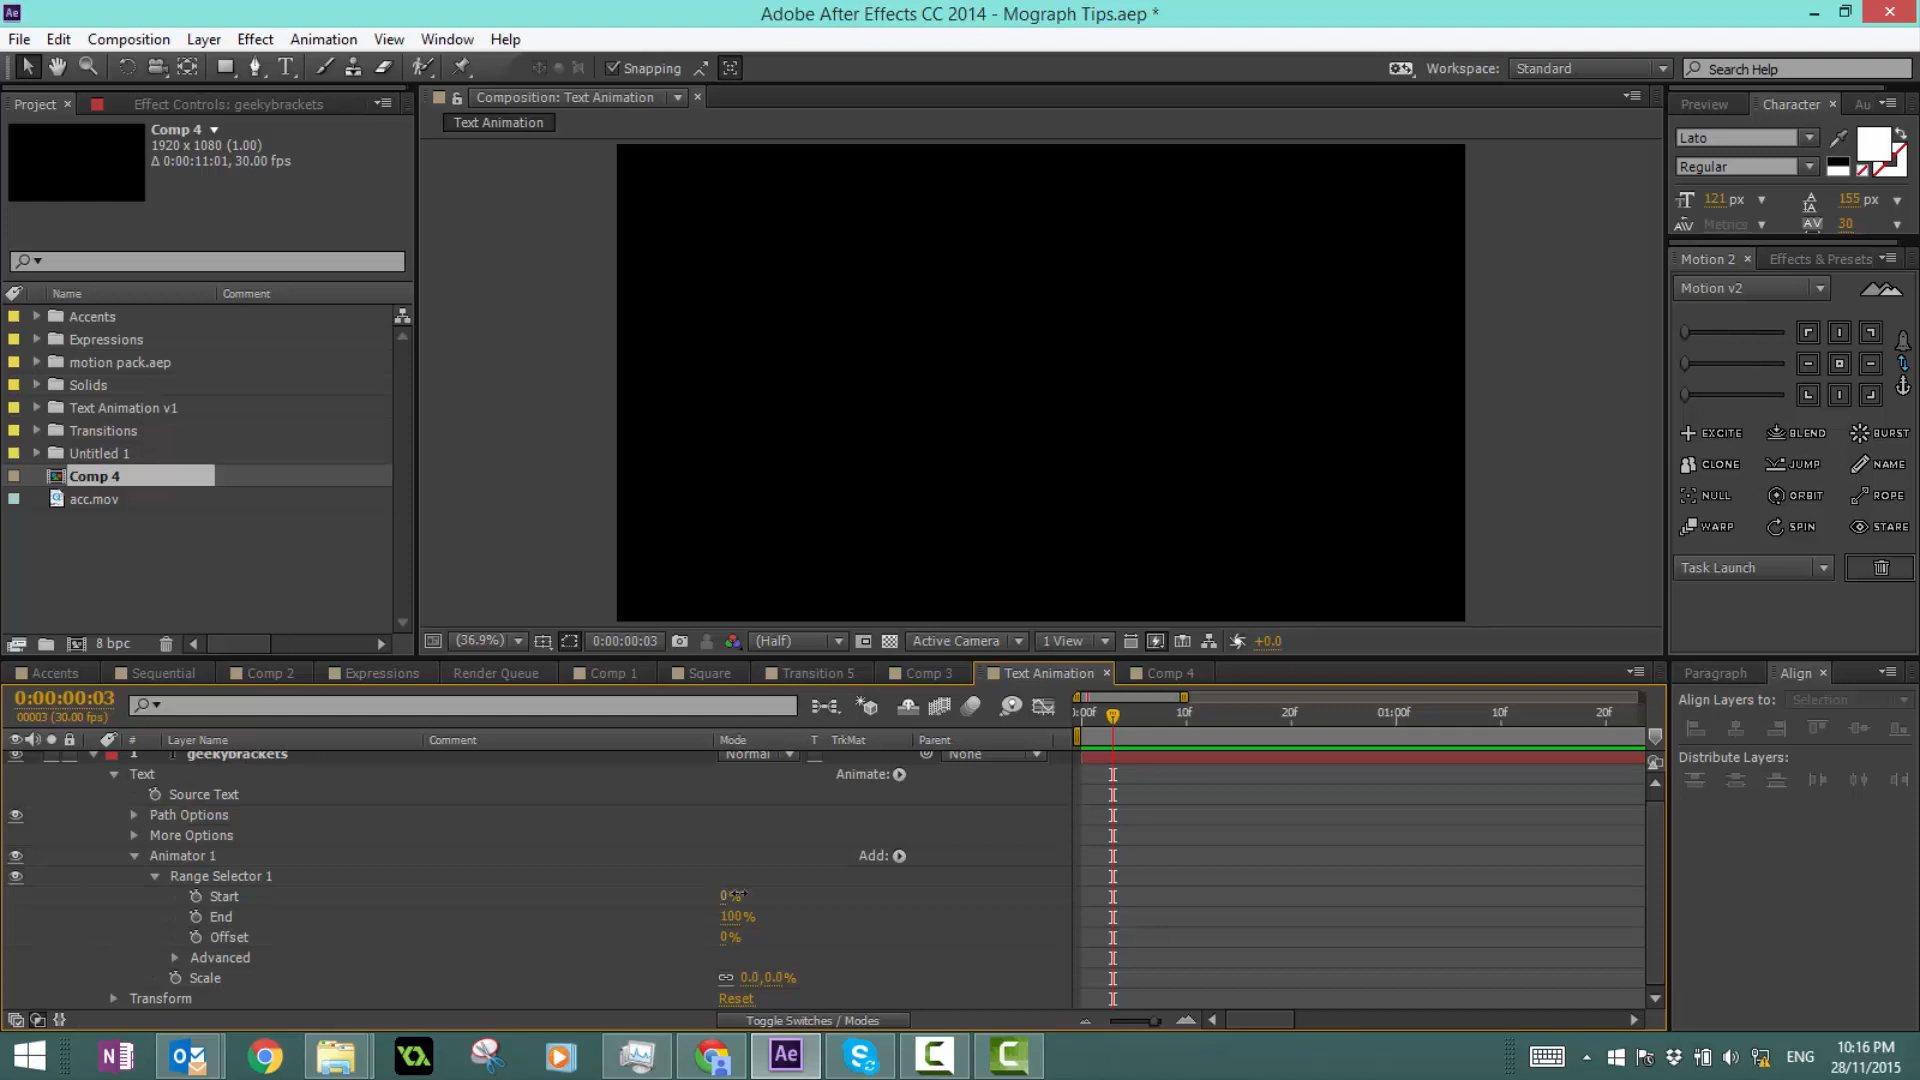 Ae
Adobe After Effects CC 2014 - Mograph Tips.aep *
File Edit Composition Layer Effect Animation View Window Help
Snapping
Workspace: Standard
Search Help
Project Effect Controls: geekybrackets
Composition: Text Animation
Text Animation
Preview Character Au
Comp 4
1920 x 1080 (1.00)
Δ 0:00:11:01, 30.00 fps
Lato
Regular
121 px 155 px
Metrics 30
Name Comment
Accents
Expressions
motion pack.aep
Solids
Text Animation v1
Transitions
Untitled 1
Comp 4
acc.mov
8 bpc
Motion 2 Effects & Presets
Motion v2
EXCITE BLEND BURST
CLONE JUMP NAME
NULL ORBIT ROPE
WARP SPIN STARE
Task Launch
(36.9%) 0:00:00:03 (Half) Active Camera 1 View +0.0
Accents Sequential Comp 2 Expressions Render Queue Comp 1 Square Transition 5 Comp 3 Text Animation Comp 4
Paragraph Align
0:00:00:03
00003 (30.00 fps)
:00f 10f 20f 01:00f 10f 20f
Align Layers to: Selection
Distribute Layers:
# Layer Name Comment Mode T TrkMat Parent
1 T geekybrackets Normal None
Text Animate:
Source Text
Path Options
More Options
Animator 1 Add:
Range Selector 1
Start 0%
End 100%
Offset 0%
Advanced
Scale 0.0,0.0%
Transform Reset
Toggle Switches / Modes
Ae
ENG
10:16 PM
28/11/2015